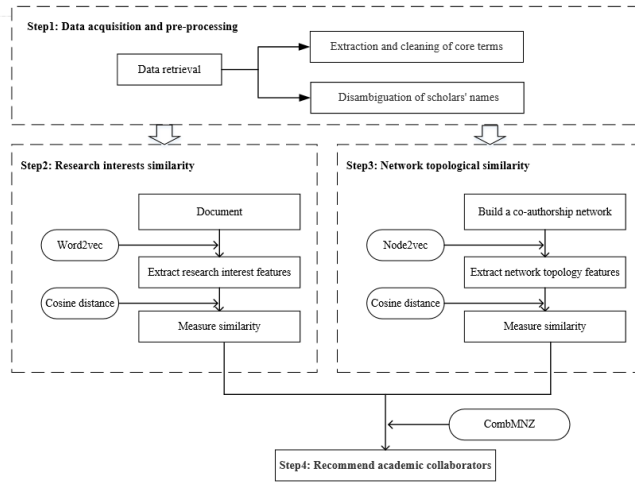 Step1: Data acquisition and pre-processing
Extraction and cleaning of core terms
Data retrieval
Disambiguation of scholars' names
Step2: Research interests similarity
Document
Word2vec
Extract research interest features
Cosine distance
Measure similarity
Step3: Network topological similarity
Build a co-authorship network
Node2vec
Extract network topology features
Cosine distance
Measure similarity
CombMNZ
Step4: Recommend academic collaborators